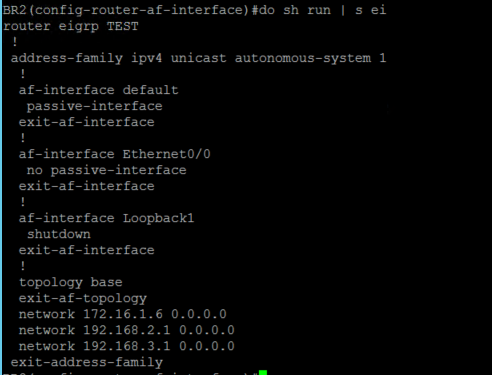 BR2(config-router-af-interface)#do sh run | s ei
router eigrp TEST
!
address-family ipv4 unicast autonomous-system 1
!
af-interface default
passive-interface
exit-af-interface
!
af-interface Ethernet0/0
no passive-interface
exit-af-interface
!
af-interface Loopback1
shutdown
exit-af-interface
!
topology base
exit-af-topology
network 172.16.1.6 0.0.0.0
network 192.168.2.1 0.0.0.0
network 192.168.3.1 0.0.0.0
exit-address-family